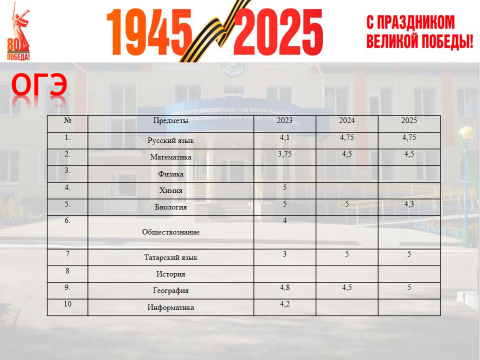 80
ПОБЕДА!
1945 2025
С ПРАЗДНИКОМ
ВЕЛИКОЙ ПОБЕДЫ!
ОГЭ
№ Предметы 2023 2024 2025
1. Русский язык 4,1 4,75 4,75
2. Математика 3,75 4,5 4,5
3. Физика
4. Химия 5
5. Биология 5 5 4,3
6. Обществознание 4
7 Татарский язык 3 5 5
8 История
9. География 4,8 4,5 5
10 Информатика 4,2